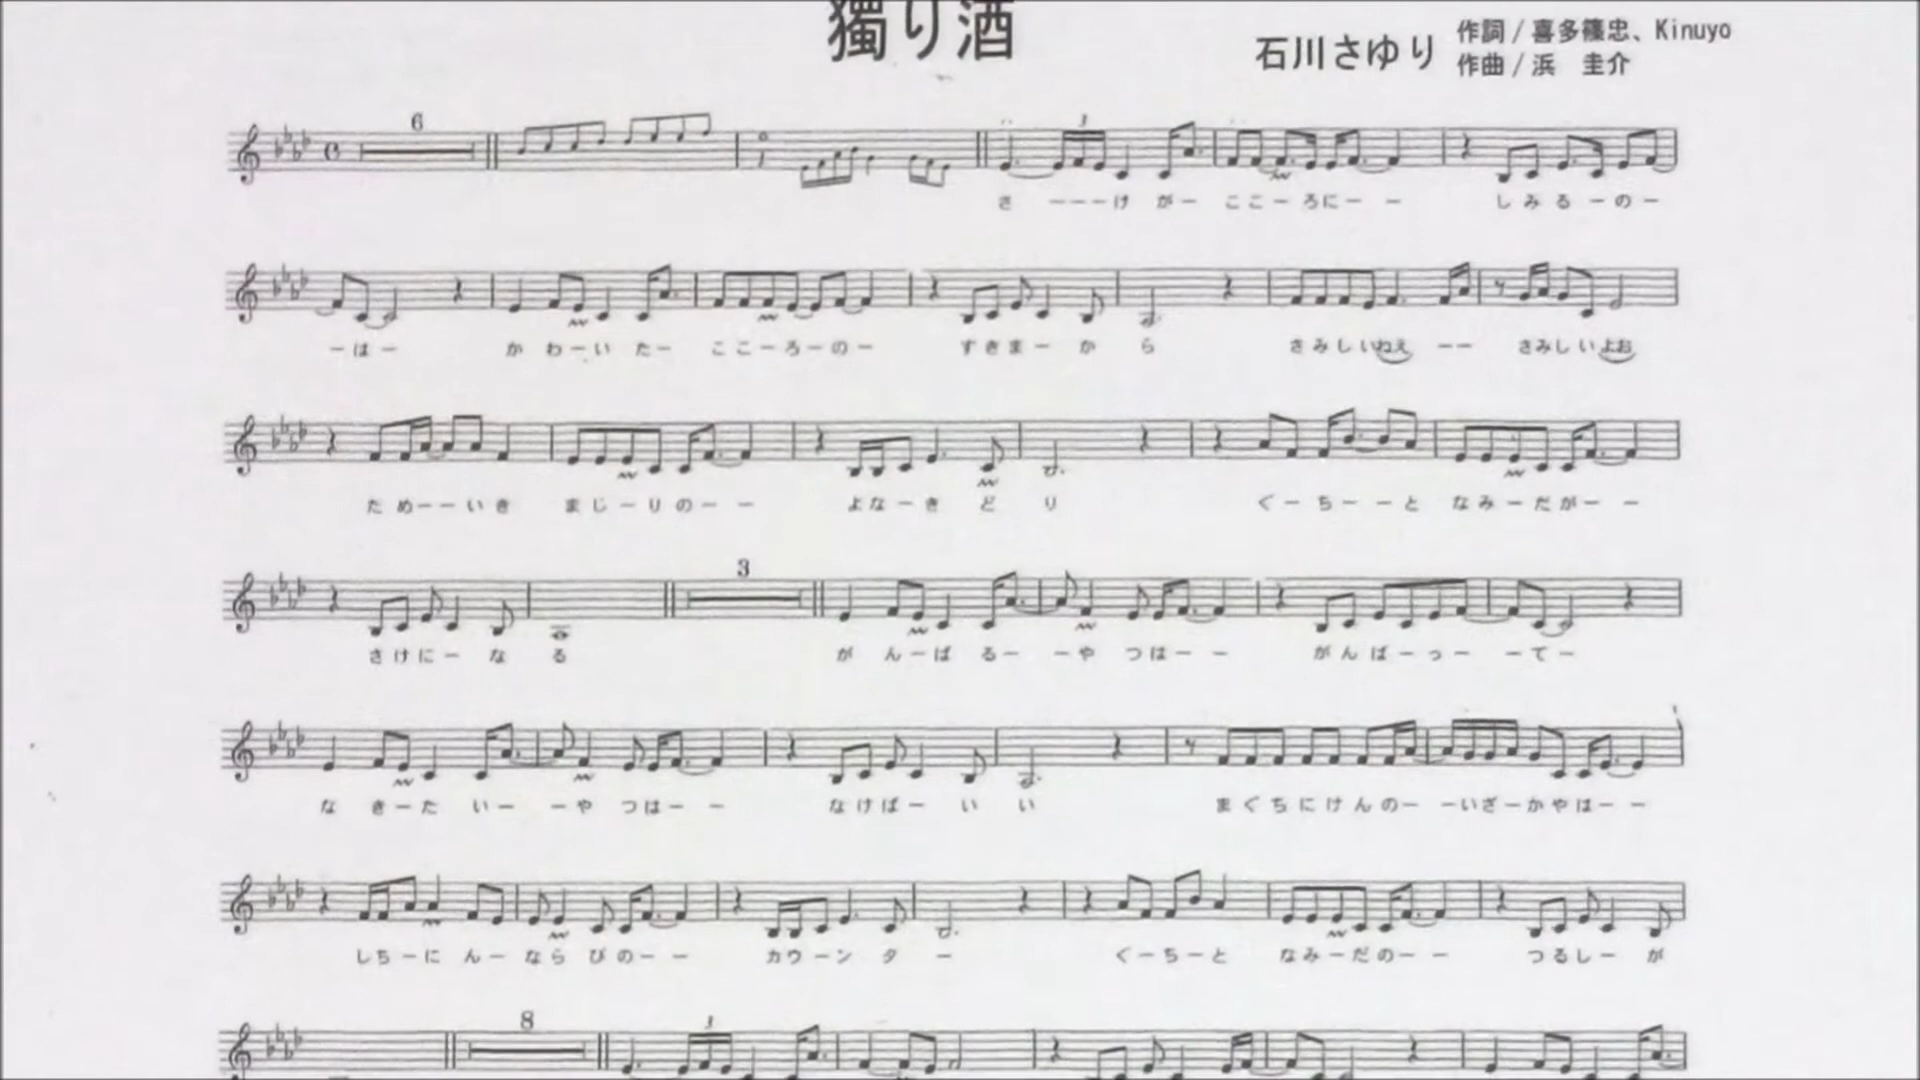 獨り酒
石川さゆり
作詞/喜多條忠、Kinuyo
作曲/浜 圭介
6
3
さ ーーーけ が ー ここ ー ろに ー ー しみる ー の ー
ー は ー か わ ー い た ー ここ ー ろ ー の ー すきま ー か ら さみしいねえ ーー さみしいよお
ため ーー いき まじ ー りの ー ー よな ー き ど り ぐ ー ち ー ー と なみ ー だが ー ー
3
さけに ー な る が ん ー ば る ー ー や つは ー ー がんば ー っ ー ー て ー
な き ー た い ー ー や つは ー ー なけば ー い い まぐちにけんの ー ー いざ ー かやは ー ー
しち ー に ん ー なら びの ー ー カウ ー ン タ ー ぐ ー ち ー と なみ ー だの ー ー つるし ー が
8
3